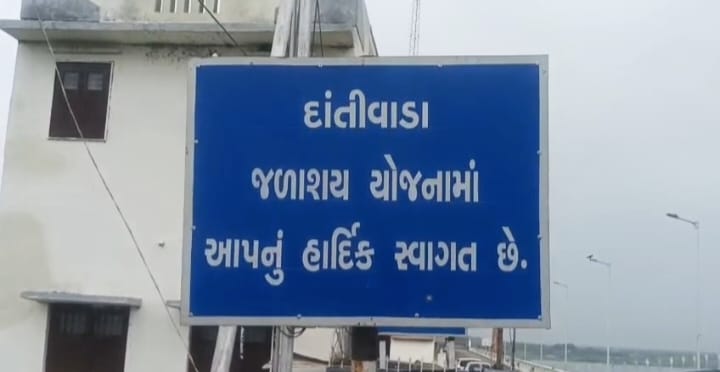 દાંતીવાડા
જળાશય યોજનામાં
આપનું હાર્દિક સ્વાગત છે.